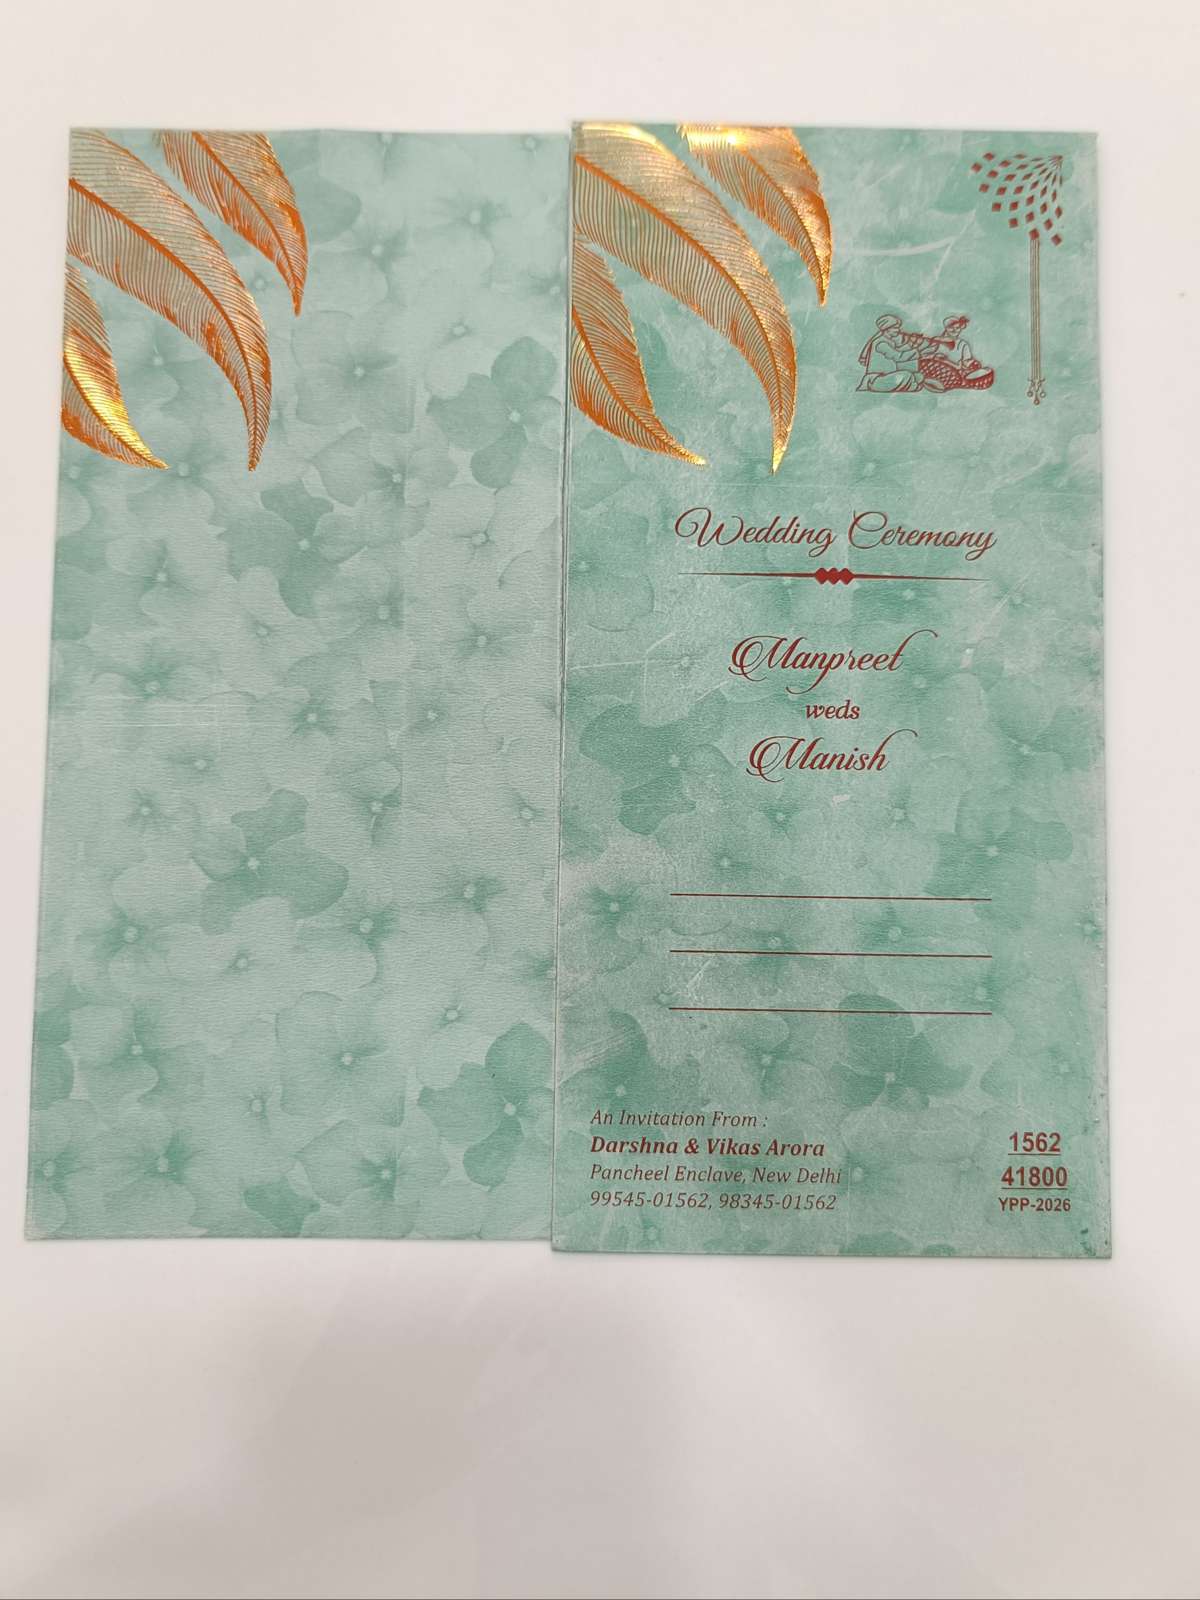 Wedding Ceremony
Manpreet
weds
Manish
An Invitation From :
Darshna & Vikas Arora
Pancheel Enclave, New Delhi
99545-01562, 98345-01562
1562
41800
YPP-2026